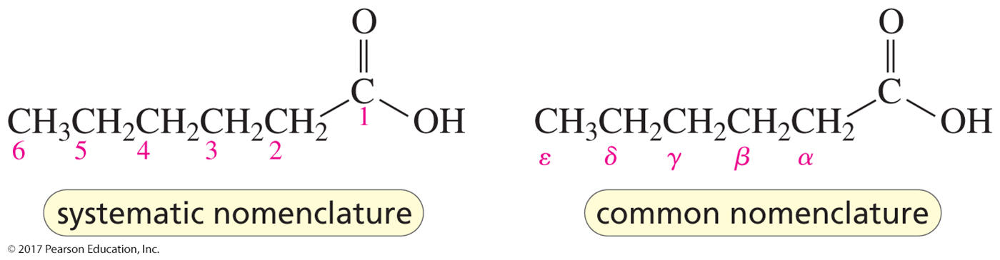 O O
C C
CH₃CH₂CH₂CH₂CH₂ 1 OH CH₃CH₂CH₂CH₂CH₂ OH
6 5 4 3 2 ε δ γ β α
systematic nomenclature common nomenclature
© 2017 Pearson Education, Inc.